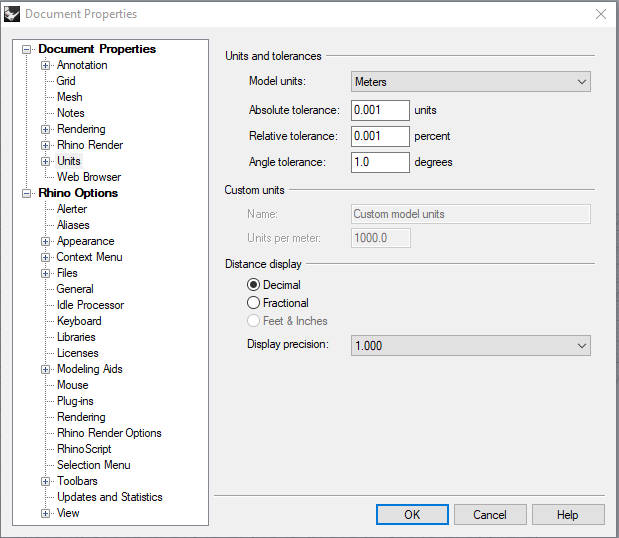 Document Properties
Document Properties
Annotation
Grid
Mesh
Notes
Rendering
Rhino Render
Units
Web Browser
Rhino Options
Alerter
Aliases
Appearance
Context Menu
Files
General
Idle Processor
Keyboard
Libraries
Licenses
Modeling Aids
Mouse
Plug-ins
Rendering
Rhino Render Options
RhinoScript
Selection Menu
Toolbars
Updates and Statistics
View
Units and tolerances
Model units: Meters
Absolute tolerance: 0.001 units
Relative tolerance: 0.001 percent
Angle tolerance: 1.0 degrees
Custom units
Name: Custom model units
Units per meter: 1000.0
Distance display
Decimal
Fractional
Feet & Inches
Display precision: 1.000
OK Cancel Help